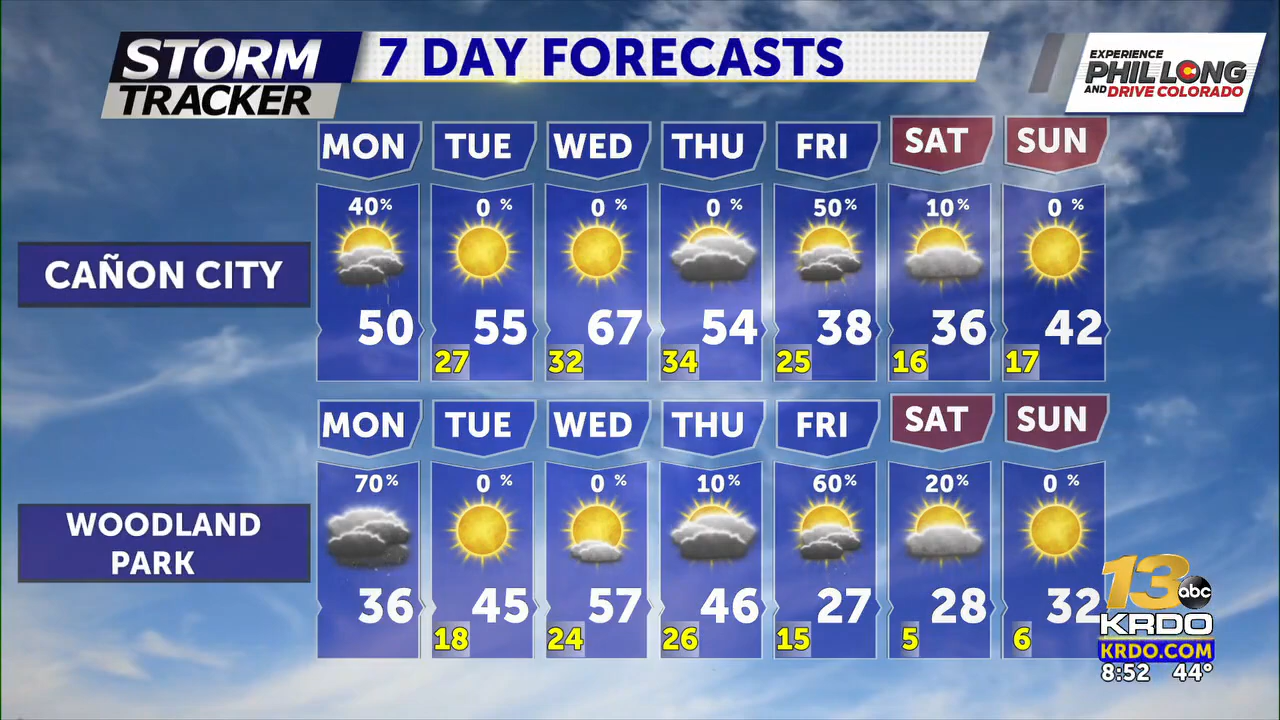 STORM
TRACKER
7 DAY FORECASTS
EXPERIENCE
PHIL LONG
AND DRIVE COLORADO
MON TUE WED THU FRI SAT SUN
40% 0 % 0 % 0 % 50% 10% 0 %
CAÑON CITY
50 55 67 54 38 36 42
27 32 34 25 16 17
MON TUE WED THU FRI SAT SUN
70% 0 % 0 % 10% 60% 20% 0 %
WOODLAND
PARK
36 45 57 46 27 28 32
18 24 26 15 5 6
13 abc
KRDO
KRDO.COM
8:52 44°